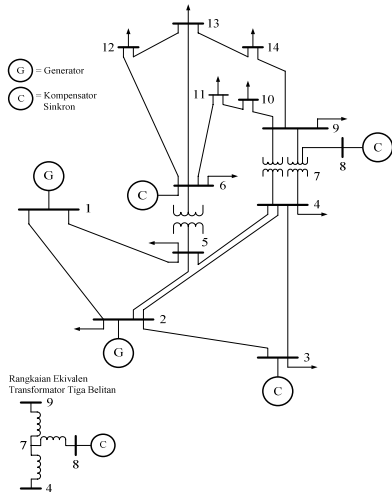 13
12
14
G = Generator
C = Kompensator
Sinkron
11
10
9
C
8
7
G
C
6
1
4
5
2
G
3
C
Rangkaian Ekivalen
Transformator Tiga Belitan
9
7
C
8
4